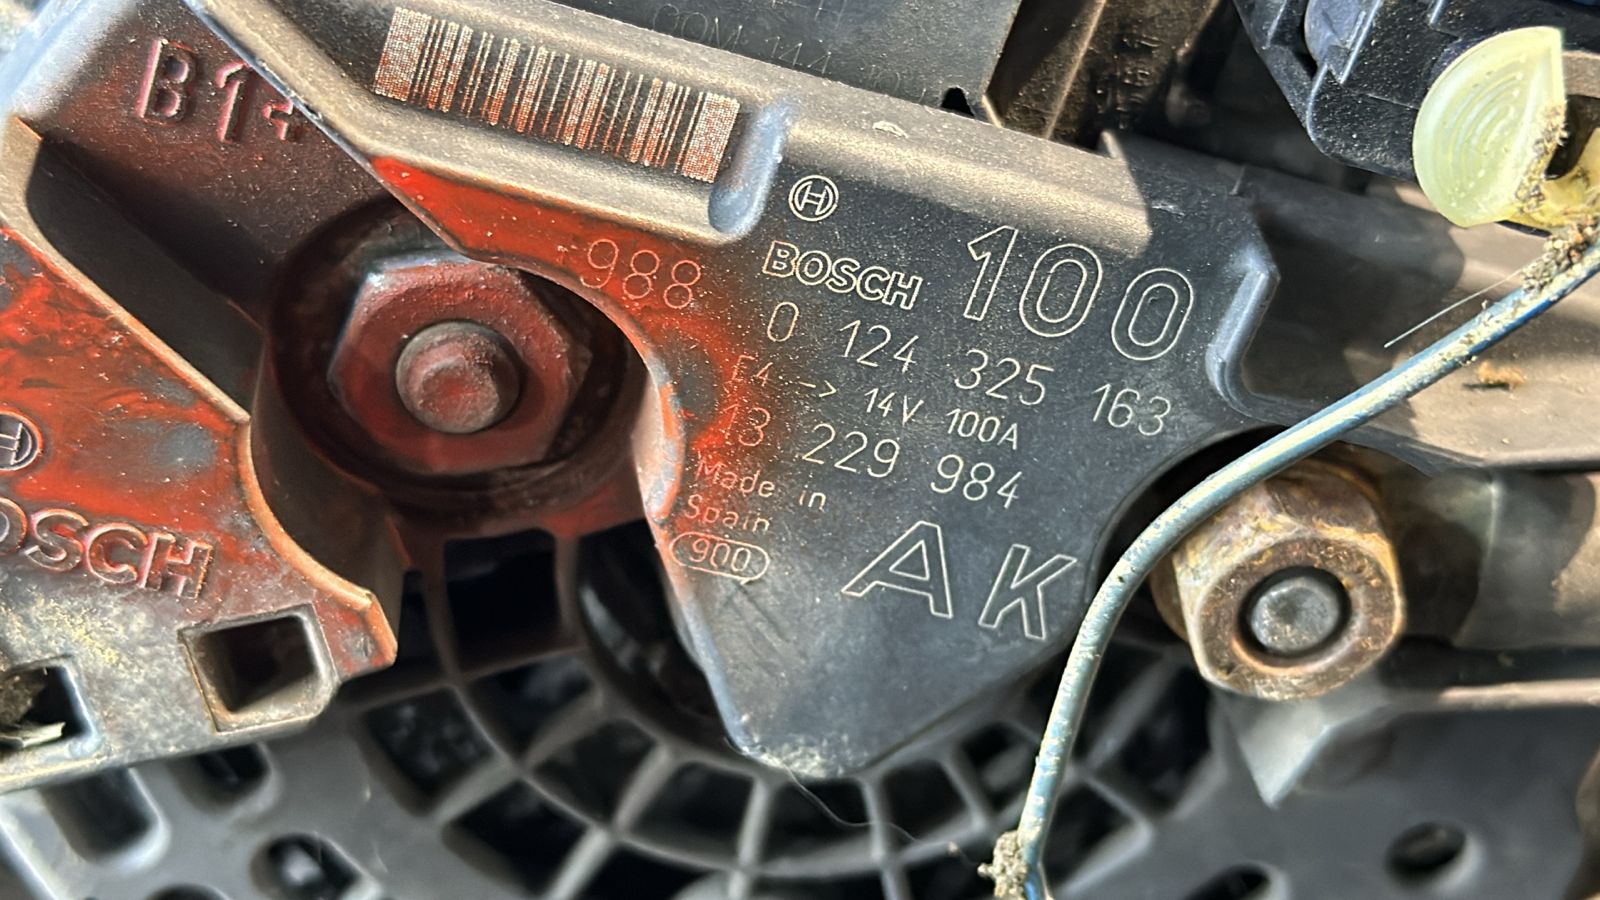 B1+
988
BOSCH
100
0 124 325 163
E4 --> 14V 100A
13 229 984
Made in
Spain
900
AK
OSCH